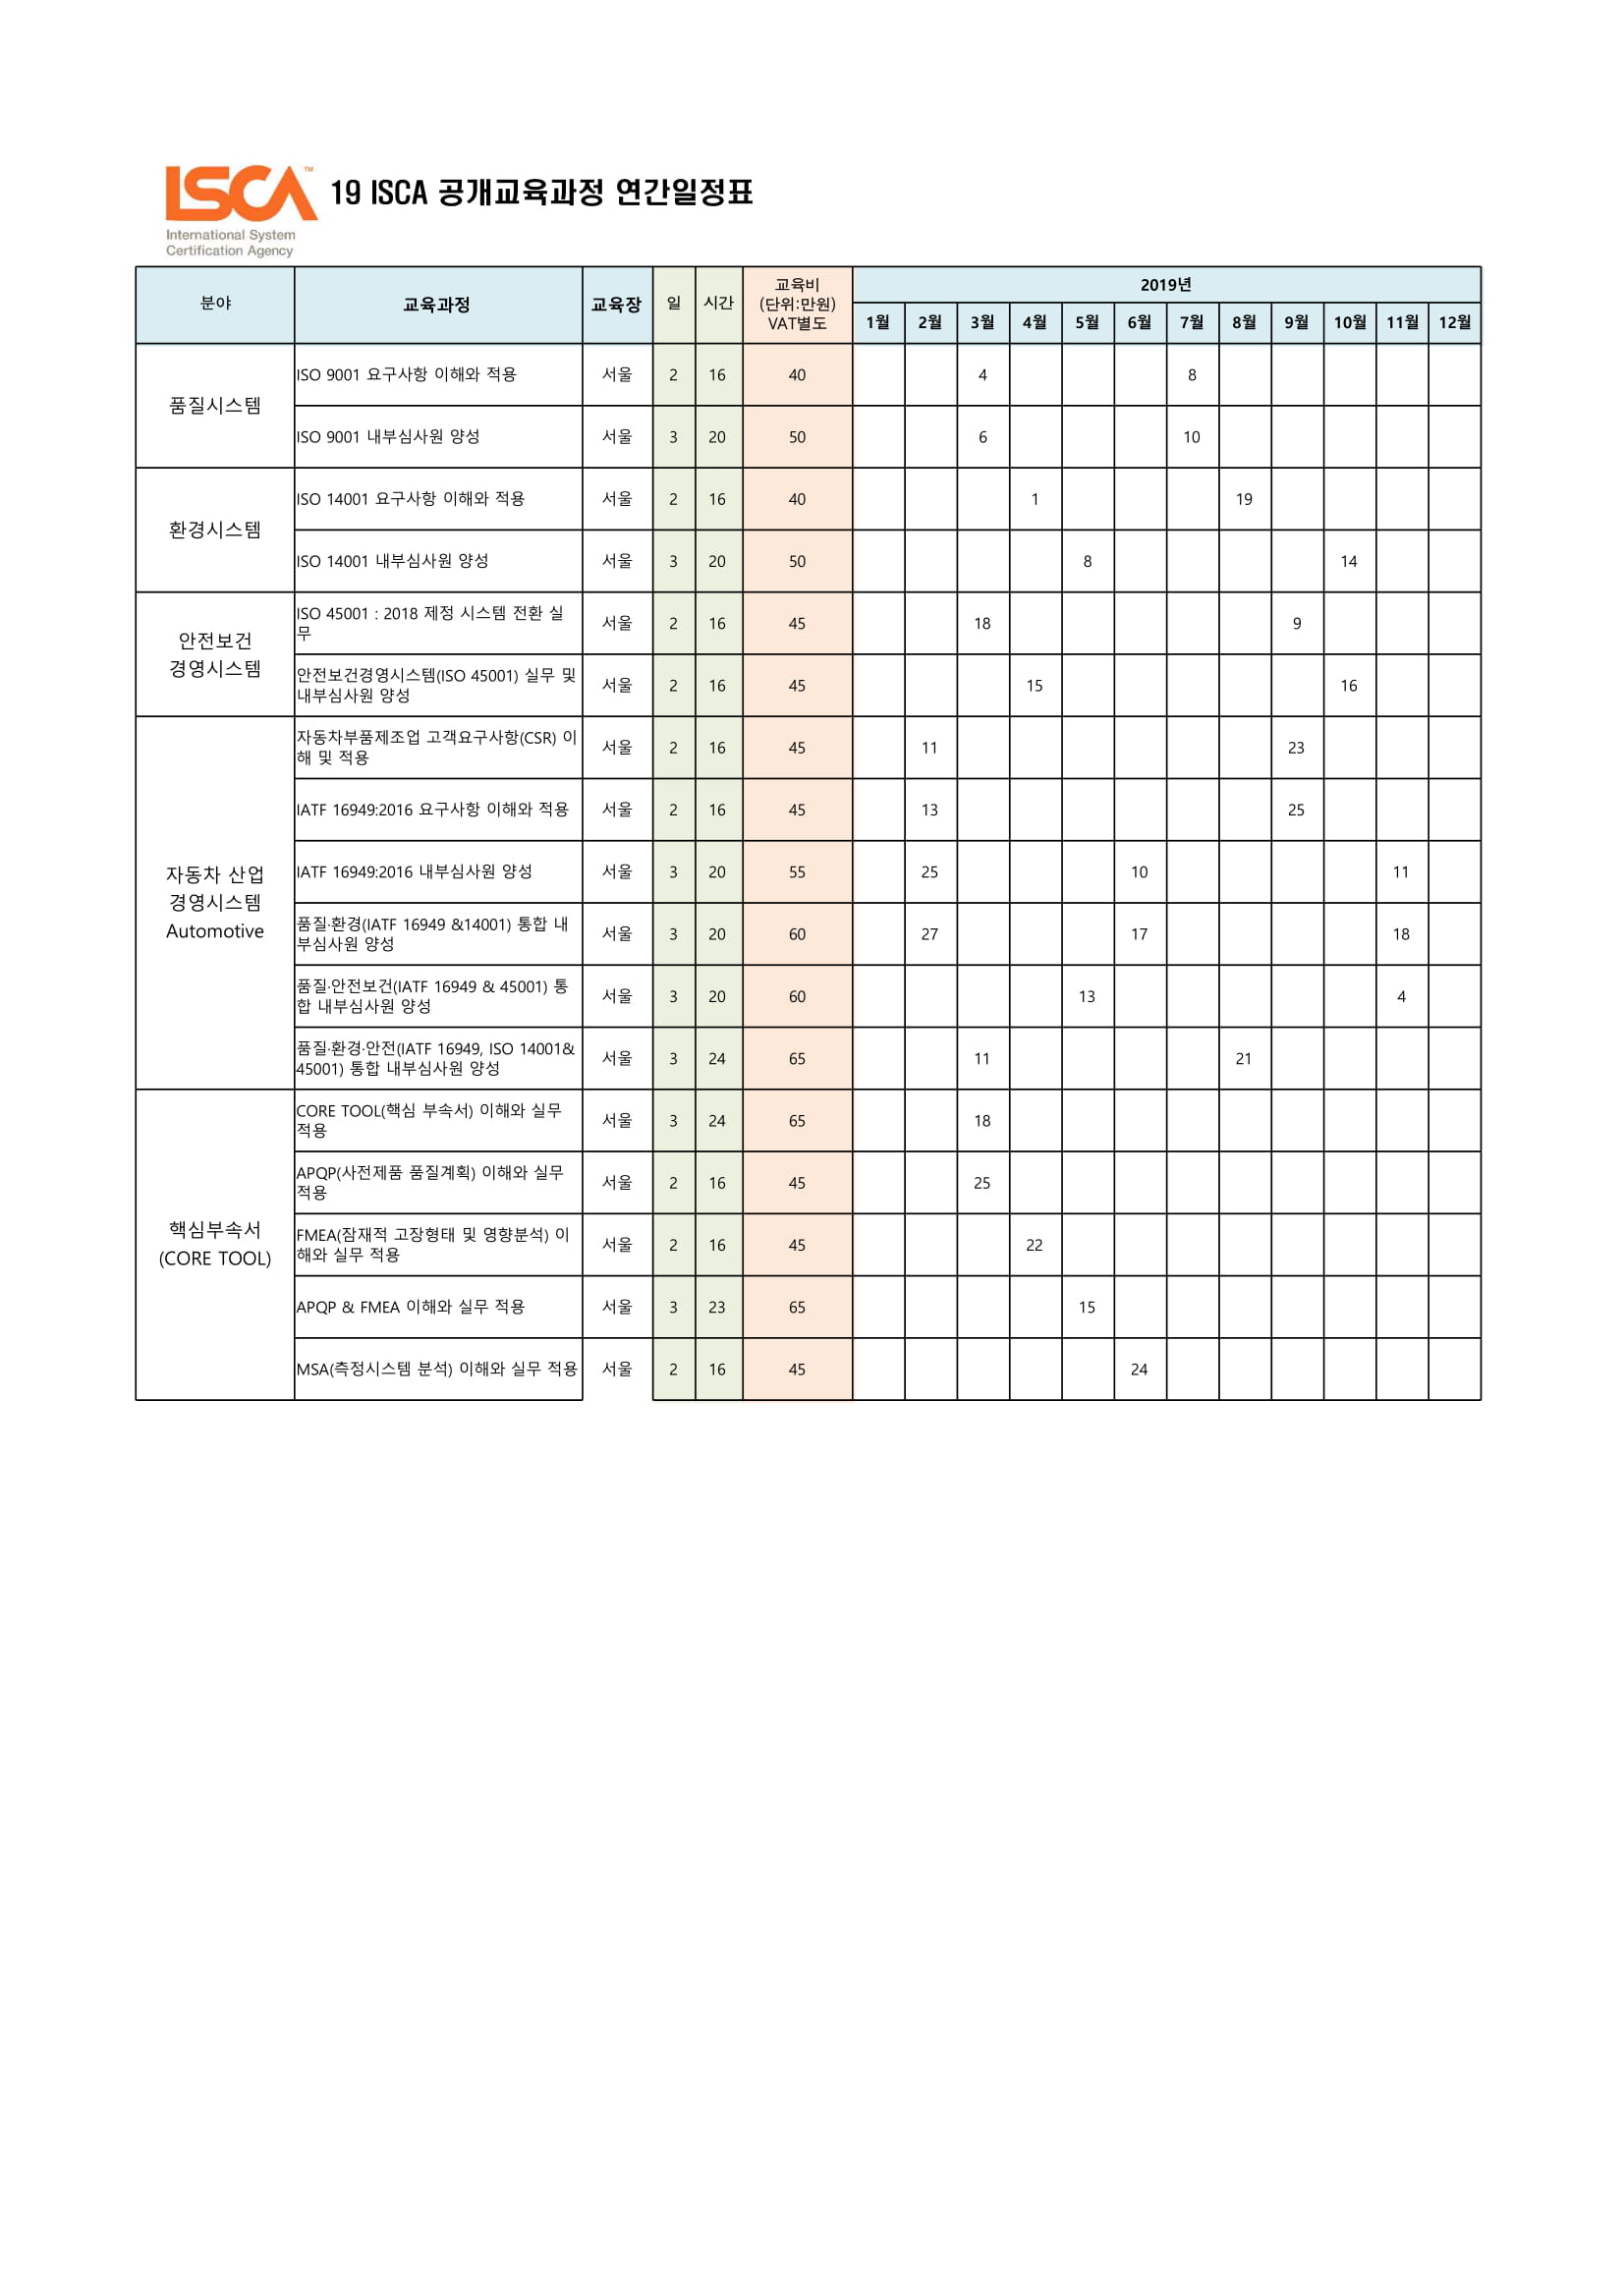 ISCA™
International System
Certification Agency
19 ISCA 공개교육과정 연간일정표
분야 교육과정 교육장 일 시간 교육비 (단위:만원) VAT별도 2019년
1월 2월 3월 4월 5월 6월 7월 8월 9월 10월 11월 12월
품질시스템
ISO 9001 요구사항 이해와 적용 서울 2 16 40 4 8
ISO 9001 내부심사원 양성 서울 3 20 50 6 10
환경시스템
ISO 14001 요구사항 이해와 적용 서울 2 16 40 1 19
ISO 14001 내부심사원 양성 서울 3 20 50 8 14
안전보건
경영시스템
ISO 45001 : 2018 제정 시스템 전환 실
무 서울 2 16 45 18 9
안전보건경영시스템(ISO 45001) 실무 및
내부심사원 양성 서울 2 16 45 15 16
자동차 산업
경영시스템
Automotive
자동차부품제조업 고객요구사항(CSR) 이
해 및 적용 서울 2 16 45 11 23
IATF 16949:2016 요구사항 이해와 적용 서울 2 16 45 13 25
IATF 16949:2016 내부심사원 양성 서울 3 20 55 25 10 11
품질·환경(IATF 16949 &14001) 통합 내
부심사원 양성 서울 3 20 60 27 17 18
품질·안전보건(IATF 16949 & 45001) 통
합 내부심사원 양성 서울 3 20 60 13 4
품질·환경·안전(IATF 16949, ISO 14001&
45001) 통합 내부심사원 양성 서울 3 24 65 11 21
핵심부속서
(CORE TOOL)
CORE TOOL(핵심 부속서) 이해와 실무
적용 서울 3 24 65 18
APQP(사전제품 품질계획) 이해와 실무
적용 서울 2 16 45 25
FMEA(잠재적 고장형태 및 영향분석) 이
해와 실무 적용 서울 2 16 45 22
APQP & FMEA 이해와 실무 적용 서울 3 23 65 15
MSA(측정시스템 분석) 이해와 실무 적용 서울 2 16 45 24